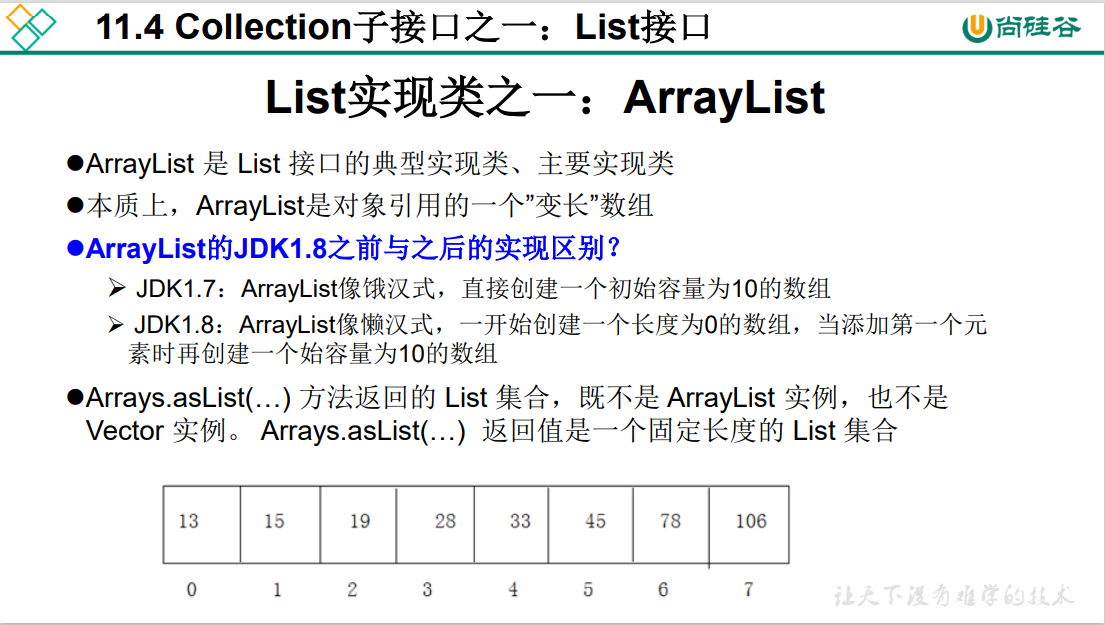 11.4 Collection子接口之一：List接口
尚硅谷
List实现类之一：ArrayList
●ArrayList 是 List 接口的典型实现类、主要实现类
●本质上，ArrayList是对象引用的一个”变长”数组
●ArrayList的JDK1.8之前与之后的实现区别？
➢ JDK1.7：ArrayList像饿汉式，直接创建一个初始容量为10的数组
➢ JDK1.8：ArrayList像懒汉式，一开始创建一个长度为0的数组，当添加第一个元
素时再创建一个始容量为10的数组
●Arrays.asList(…) 方法返回的 List 集合，既不是 ArrayList 实例，也不是
Vector 实例。 Arrays.asList(…) 返回值是一个固定长度的 List 集合
13 15 19 28 33 45 78 106
0 1 2 3 4 5 6 7
让天下没有难学的技术